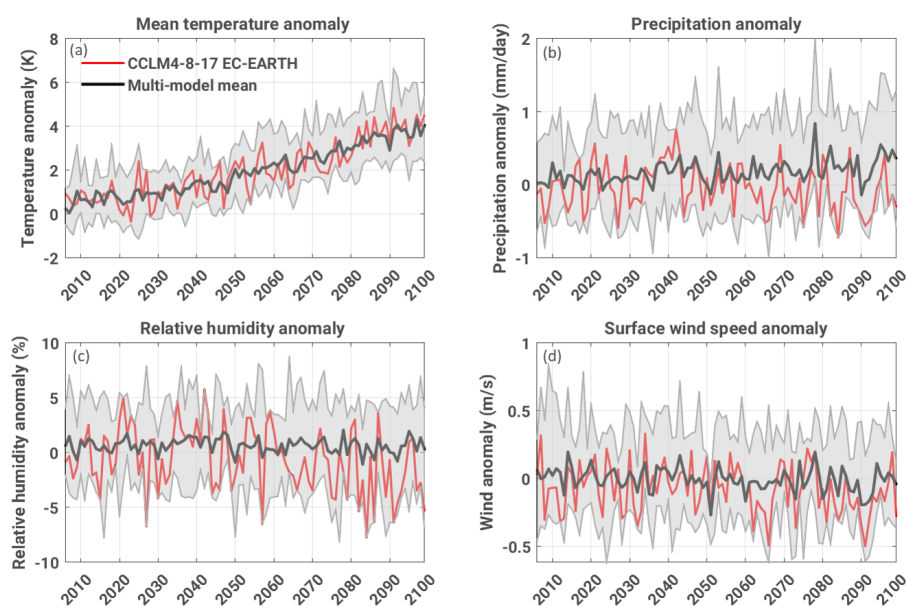 Mean temperature anomaly
(a)
CCLM4-8-17 EC-EARTH
Multi-model mean
Temperature anomaly (K)
8
6
4
2
0
-2
2010 2020 2030 2040 2050 2060 2070 2080 2090 2100
Precipitation anomaly
(b)
Precipitation anomaly (mm/day)
2
1
0
-1
2010 2020 2030 2040 2050 2060 2070 2080 2090 2100
Relative humidity anomaly
(c)
Relative humidity anomaly (%)
10
5
0
-5
-10
2010 2020 2030 2040 2050 2060 2070 2080 2090 2100
Surface wind speed anomaly
(d)
Wind anomaly (m/s)
1
0.5
0
-0.5
2010 2020 2030 2040 2050 2060 2070 2080 2090 2100